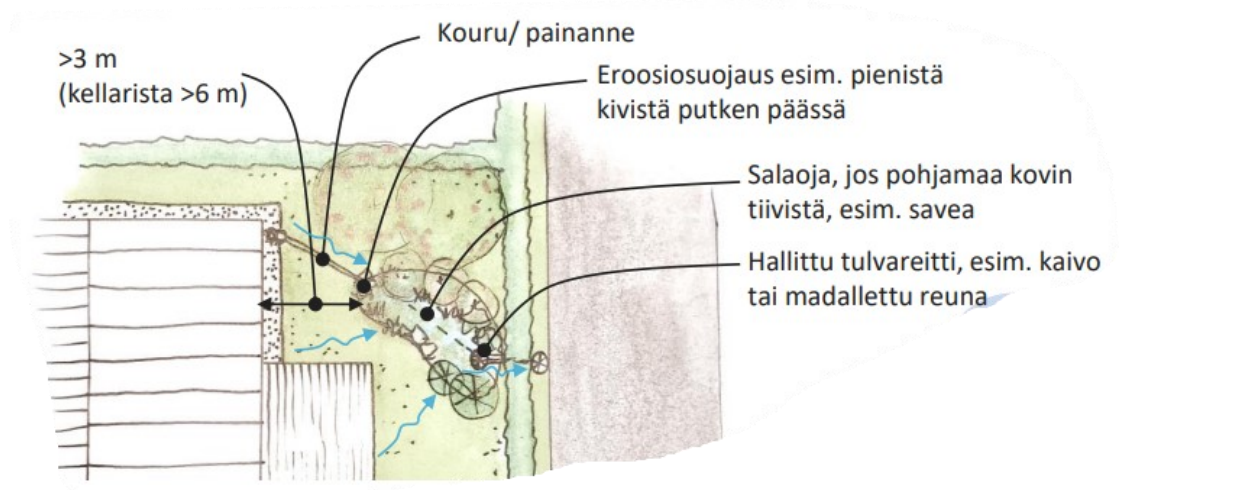 Kouru/ painanne
>3 m
(kellarista >6 m)
Eroosiosuojaus esim. pienistä
kivistä putken päässä
Salaoja, jos pohjamaa kovin
tiivistä, esim. savea
Hallittu tulvareitti, esim. kaivo
tai madallettu reuna